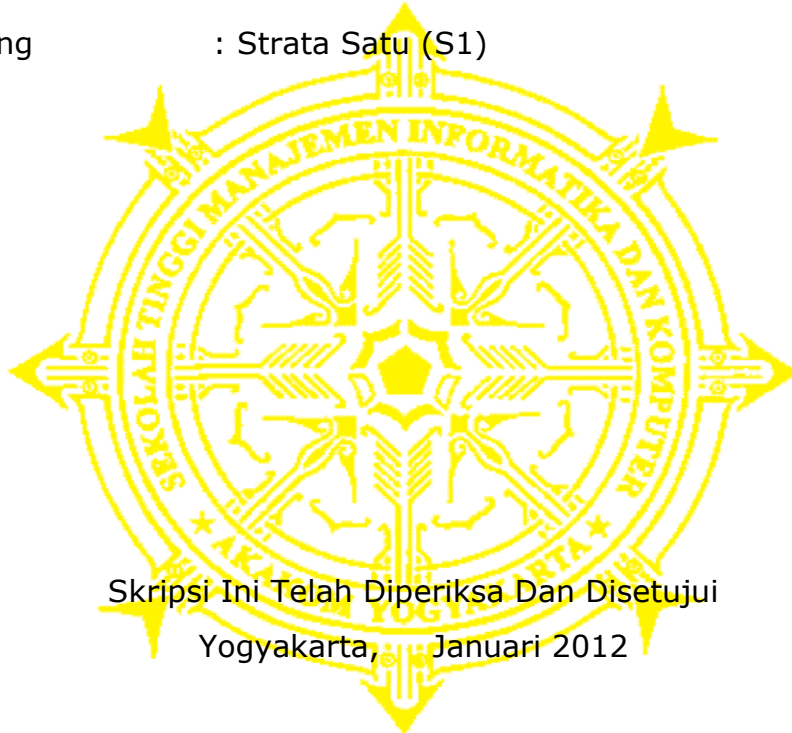 ng : Strata Satu (S1)
SEKOLAH TINGGI MANAJEMEN INFORMATIKA DAN KOMPUTER
★ AKAKOM YOGYAKARTA ★
Skripsi Ini Telah Diperiksa Dan Disetujui
Yogyakarta, Januari 2012